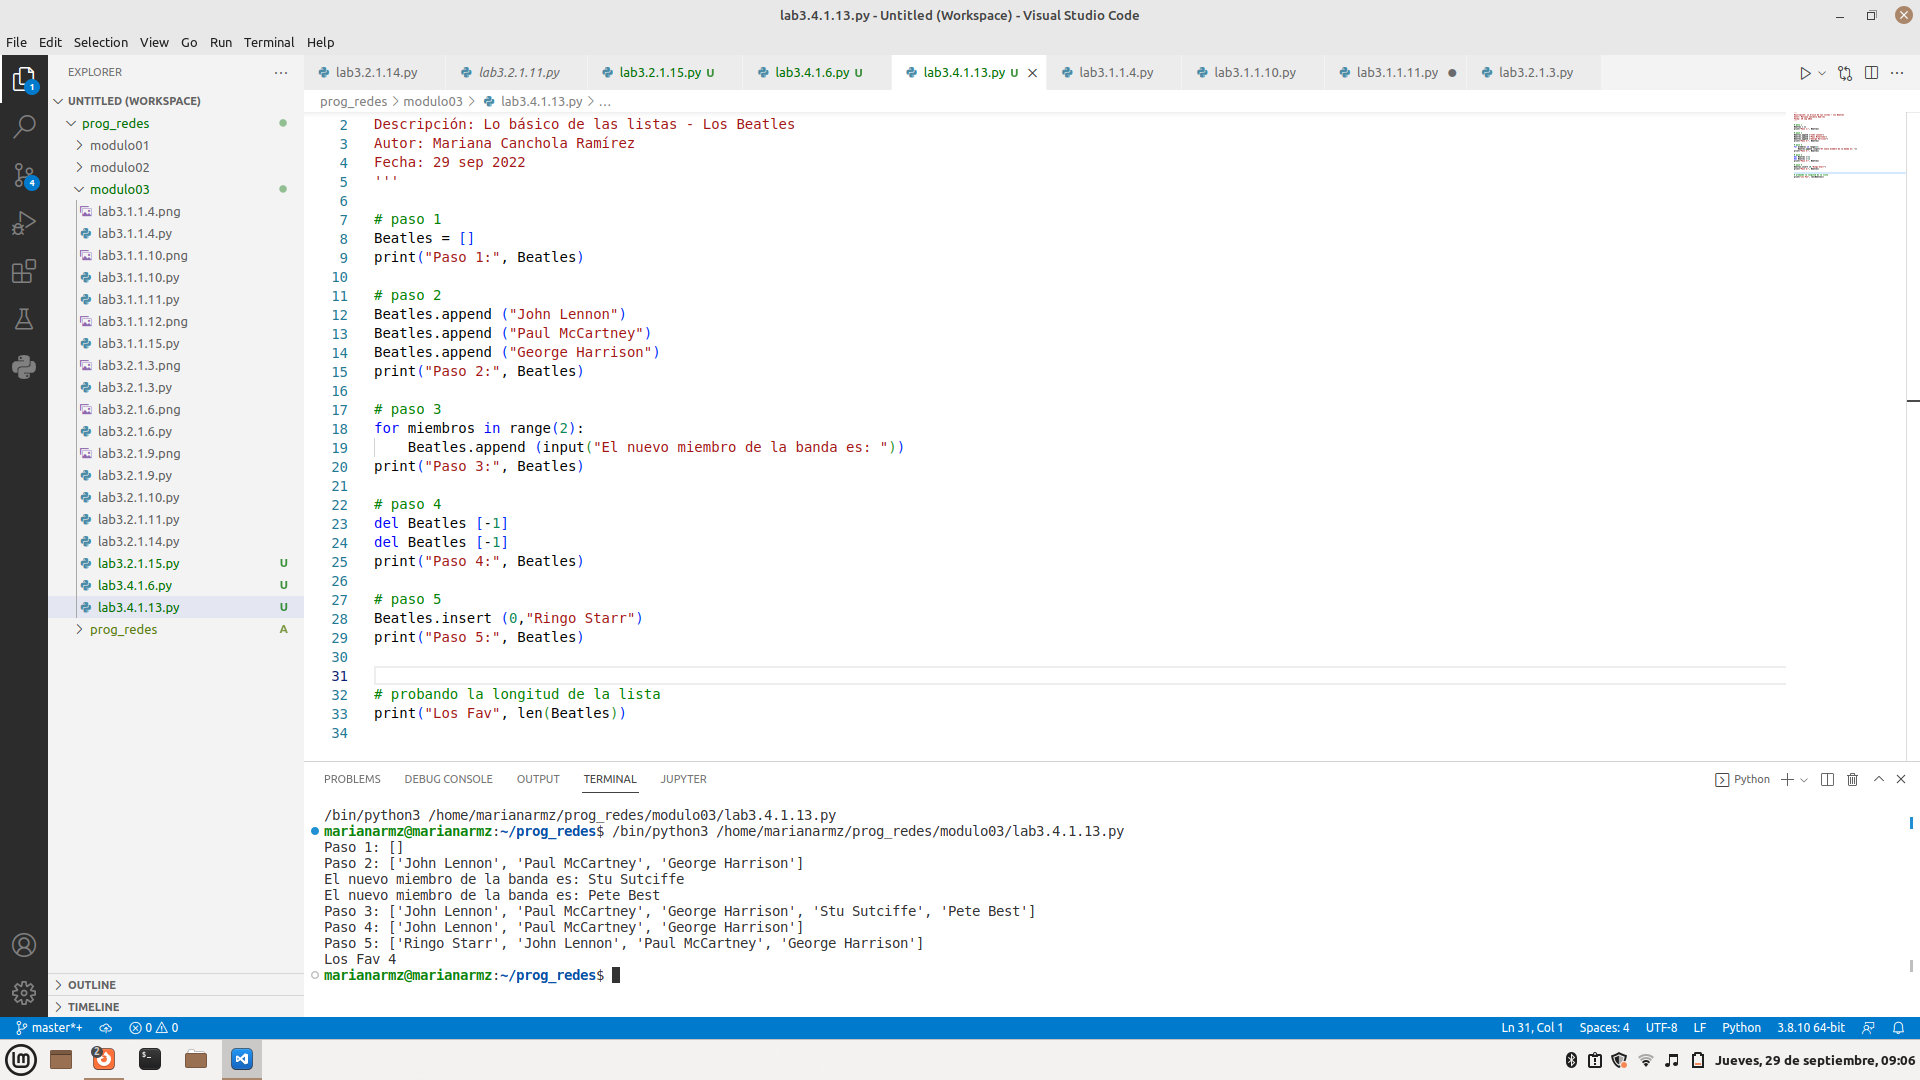 lab3.4.1.13.py - Untitled (Workspace) - Visual Studio Code
File Edit Selection View Go Run Terminal Help
EXPLORER
lab3.2.1.14.py lab3.2.1.11.py lab3.2.1.15.py U lab3.4.1.6.py U lab3.4.1.13.py U lab3.1.1.4.py lab3.1.1.10.py lab3.1.1.11.py lab3.2.1.3.py
prog_redes > modulo03 > lab3.4.1.13.py > ...
1
4
UNTITLED (WORKSPACE)
prog_redes
modulo01
modulo02
modulo03
lab3.1.1.4.png
lab3.1.1.4.py
lab3.1.1.10.png
lab3.1.1.10.py
lab3.1.1.11.py
lab3.1.1.12.png
lab3.1.1.15.py
lab3.2.1.3.png
lab3.2.1.3.py
lab3.2.1.6.png
lab3.2.1.6.py
lab3.2.1.9.png
lab3.2.1.9.py
lab3.2.1.10.py
lab3.2.1.11.py
lab3.2.1.14.py
lab3.2.1.15.py U
lab3.4.1.6.py U
lab3.4.1.13.py U
prog_redes A
OUTLINE
TIMELINE
2 Descripción: Lo básico de las listas - Los Beatles
3 Autor: Mariana Canchola Ramírez
4 Fecha: 29 sep 2022
5 '''
6
7 # paso 1
8 Beatles = []
9 print("Paso 1:", Beatles)
10
11 # paso 2
12 Beatles.append ("John Lennon")
13 Beatles.append ("Paul McCartney")
14 Beatles.append ("George Harrison")
15 print("Paso 2:", Beatles)
16
17 # paso 3
18 for miembros in range(2):
19     Beatles.append (input("El nuevo miembro de la banda es: "))
20 print("Paso 3:", Beatles)
21
22 # paso 4
23 del Beatles [-1]
24 del Beatles [-1]
25 print("Paso 4:", Beatles)
26
27 # paso 5
28 Beatles.insert (0,"Ringo Starr")
29 print("Paso 5:", Beatles)
30
31
32 # probando la longitud de la lista
33 print("Los Fav", len(Beatles))
34
PROBLEMS DEBUG CONSOLE OUTPUT TERMINAL JUPYTER
Python
/bin/python3 /home/marianarmz/prog_redes/modulo03/lab3.4.1.13.py
marianarmz@marianarmz:~/prog_redes$ /bin/python3 /home/marianarmz/prog_redes/modulo03/lab3.4.1.13.py
Paso 1: []
Paso 2: ['John Lennon', 'Paul McCartney', 'George Harrison']
El nuevo miembro de la banda es: Stu Sutciffe
El nuevo miembro de la banda es: Pete Best
Paso 3: ['John Lennon', 'Paul McCartney', 'George Harrison', 'Stu Sutciffe', 'Pete Best']
Paso 4: ['John Lennon', 'Paul McCartney', 'George Harrison']
Paso 5: ['Ringo Starr', 'John Lennon', 'Paul McCartney', 'George Harrison']
Los Fav 4
marianarmz@marianarmz:~/prog_redes$
master*+ 0 0 Ln 31, Col 1 Spaces: 4 UTF-8 LF Python 3.8.10 64-bit
2
Jueves, 29 de septiembre, 09:06